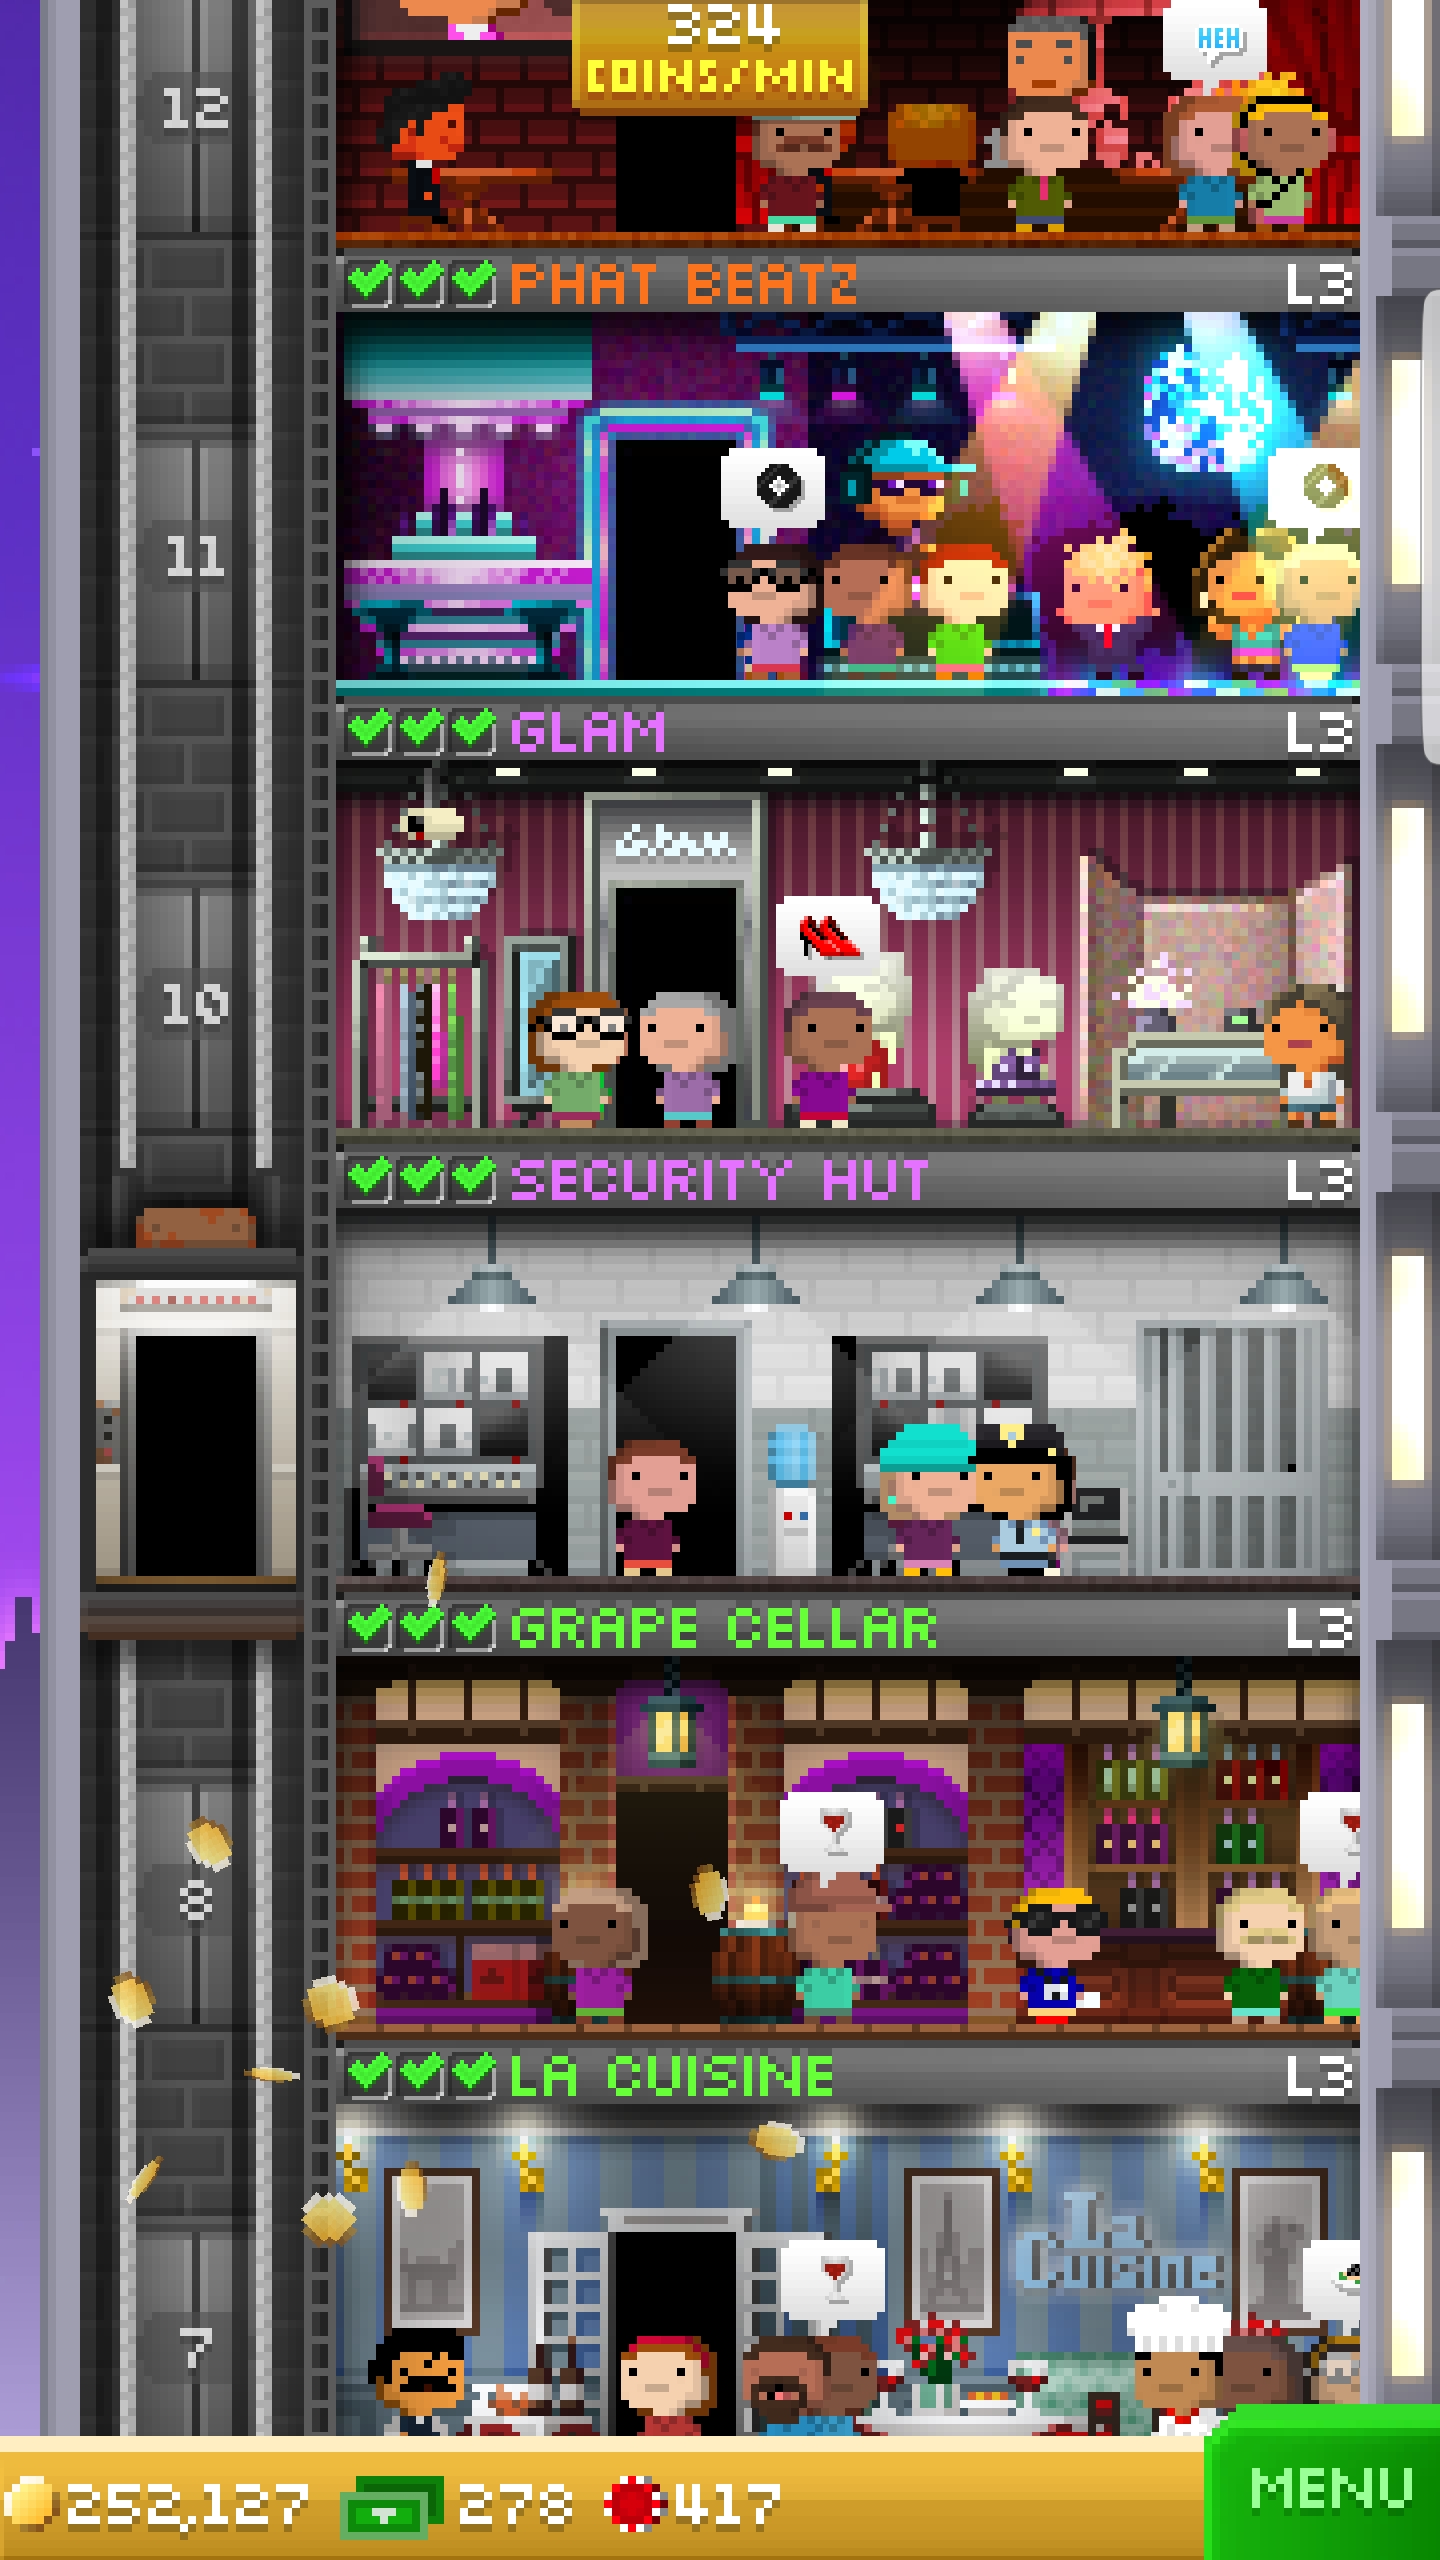 324
COINS/MIN
HEH
12
PHAT BEATZ L3
11
GLAM L3
Glam
10
SECURITY HUT L3
GRAPE CELLAR L3
8
LA CUISINE L3
La
Cuisine
7
252,127 278 417
MENU